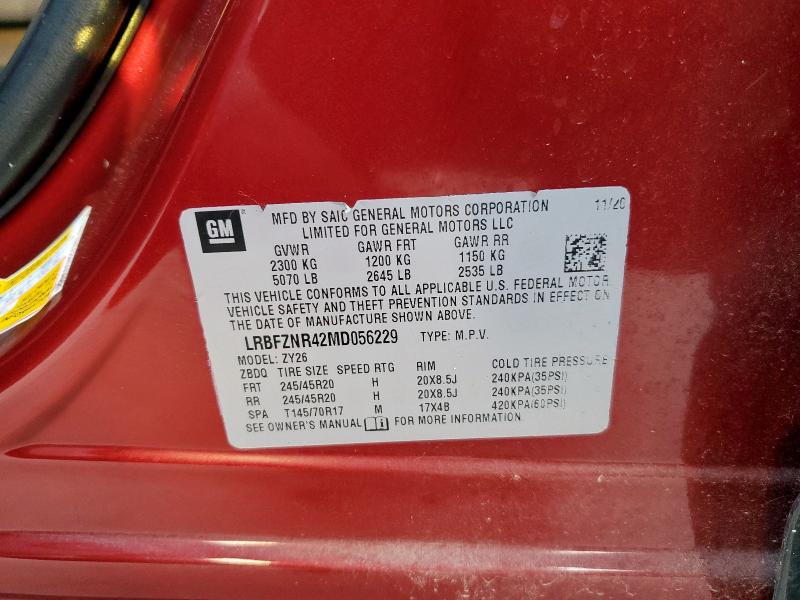 GM
MFD BY SAIC GENERAL MOTORS CORPORATION 11/20
LIMITED FOR GENERAL MOTORS LLC
GVWR GAWR FRT GAWR RR
2300 KG 1200 KG 1150 KG
5070 LB 2645 LB 2535 LB
THIS VEHICLE CONFORMS TO ALL APPLICABLE U.S. FEDERAL MOTOR
VEHICLE SAFETY AND THEFT PREVENTION STANDARDS IN EFFECT ON
THE DATE OF MANUFACTURE SHOWN ABOVE.
LRBFZNR42MD056229 TYPE: M.P.V.
MODEL: ZY26
ZBDQ TIRE SIZE SPEED RTG RIM COLD TIRE PRESSURE
FRT 245/45R20 H 20X8.5J 240KPA(35PSI)
RR 245/45R20 H 20X8.5J 240KPA(35PSI)
SPA T145/70R17 M 17X4B 420KPA(60PSI)
SEE OWNER'S MANUAL FOR MORE INFORMATION